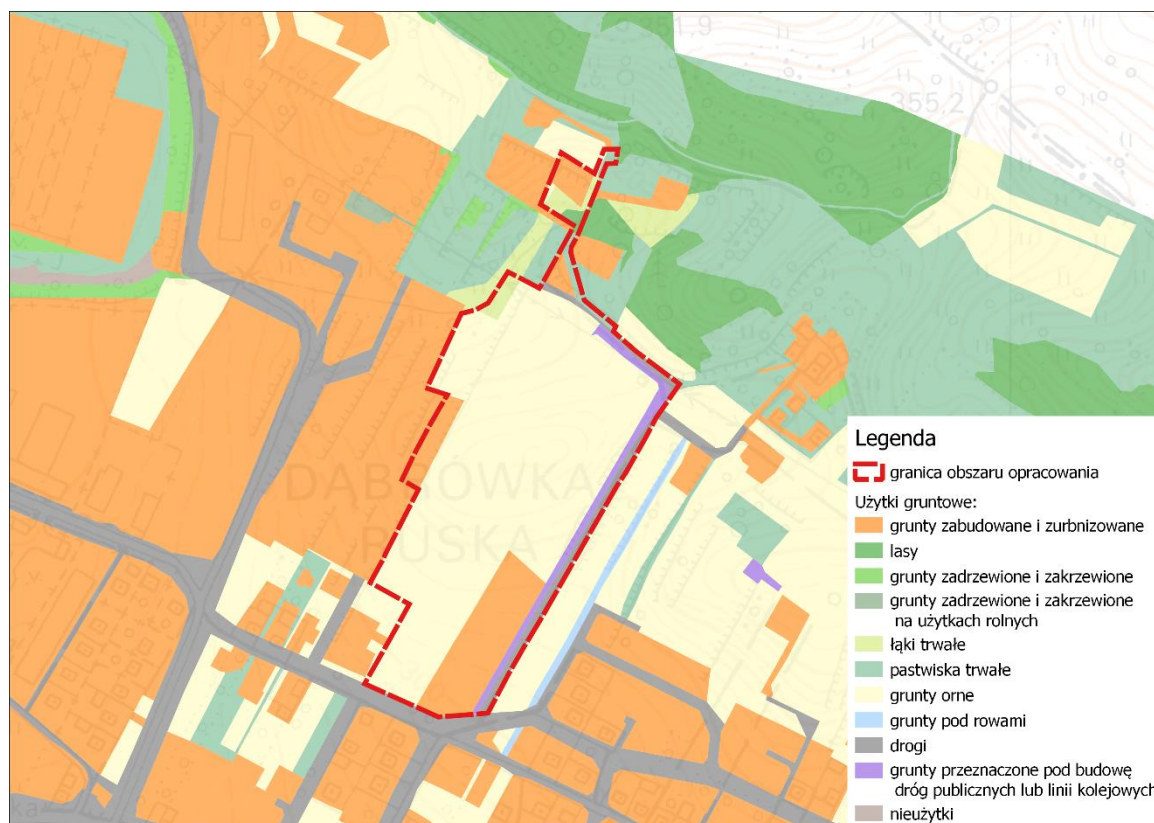 351,9
355,2
DĄBRÓWKA
RUSKA
Legenda
granica obszaru opracowania
Użytki gruntowe:
grunty zabudowane i zurbnizowane
lasy
grunty zadrzewione i zakrzewione
grunty zadrzewione i zakrzewione
na użytkach rolnych
łąki trwałe
pastwiska trwałe
grunty orne
grunty pod rowami
drogi
grunty przeznaczone pod budowę
dróg publicznych lub linii kolejowych
nieużytki